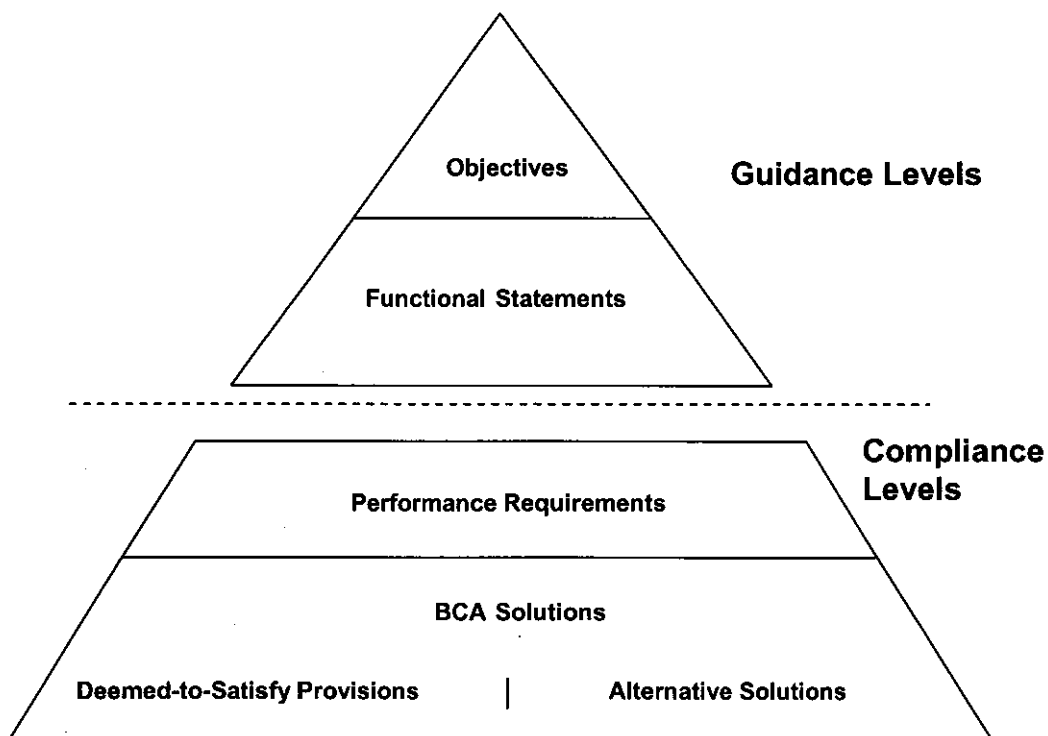 Objectives
Guidance Levels
Functional Statements
Compliance
Levels
Performance Requirements
BCA Solutions
Deemed-to-Satisfy Provisions | Alternative Solutions